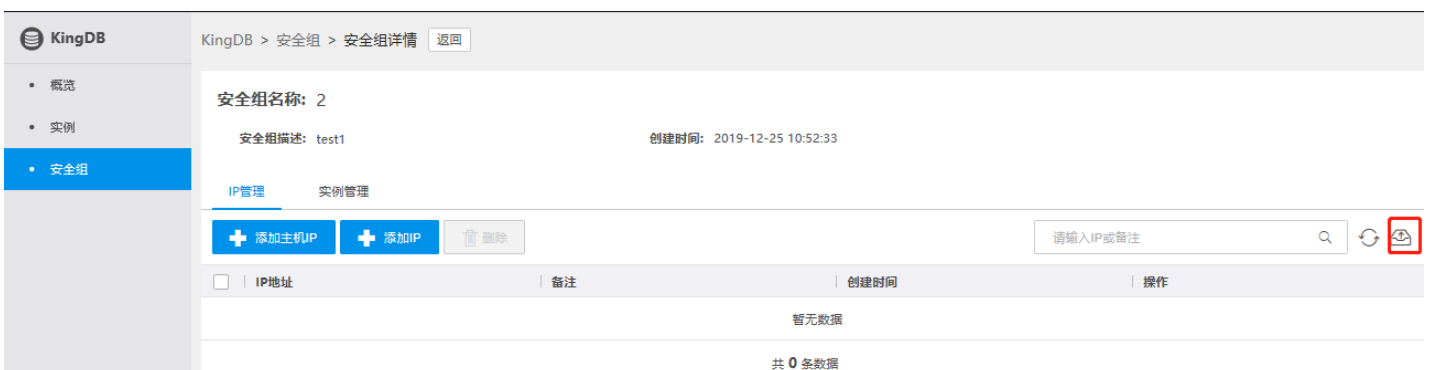 KingDB
KingDB > 安全组 > 安全组详情 返回
• 概览
安全组名称: 2
• 实例
安全组描述: test1 创建时间: 2019-12-25 10:52:33
• 安全组
IP管理 实例管理
添加主机IP 添加IP 删除 请输入IP或备注
IP地址 备注 创建时间 操作
暂无数据
共 0 条数据